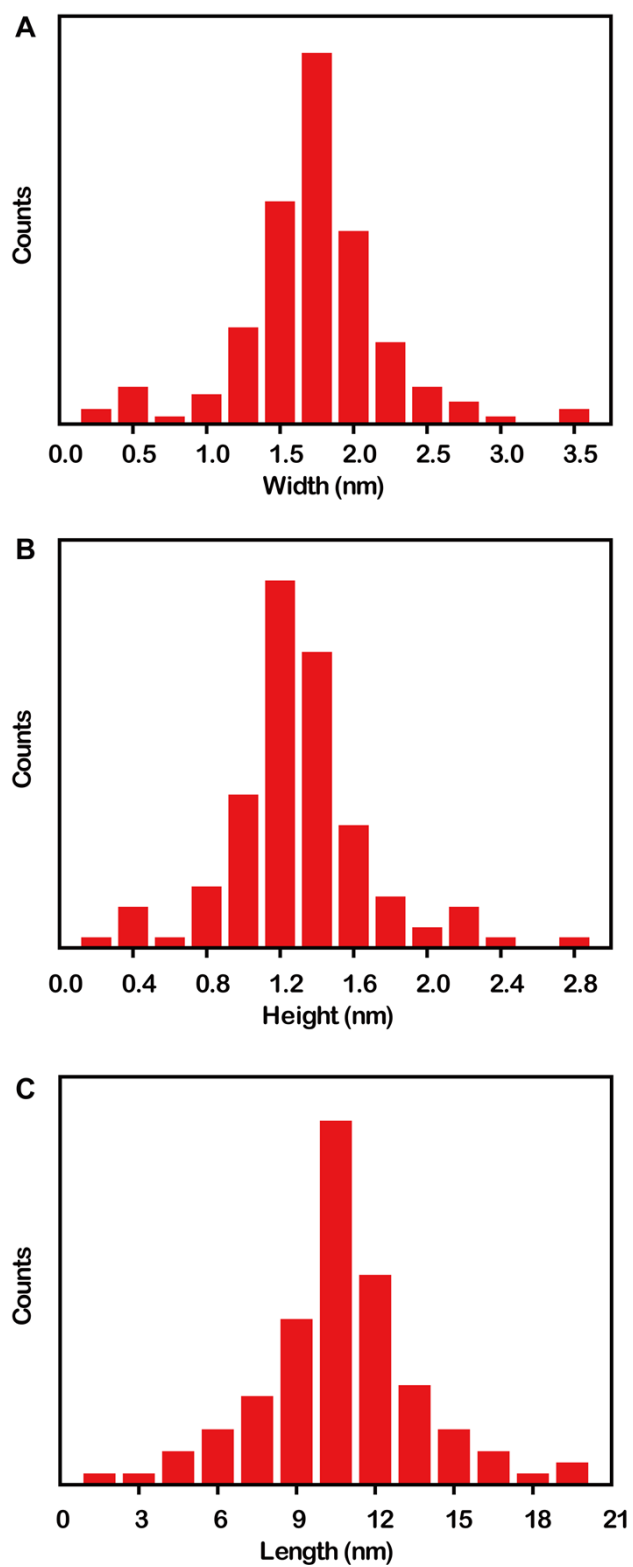 A
Counts
0.0 0.5 1.0 1.5 2.0 2.5 3.0 3.5
Width (nm)
B
Counts
0.0 0.4 0.8 1.2 1.6 2.0 2.4 2.8
Height (nm)
C
Counts
0 3 6 9 12 15 18 21
Length (nm)